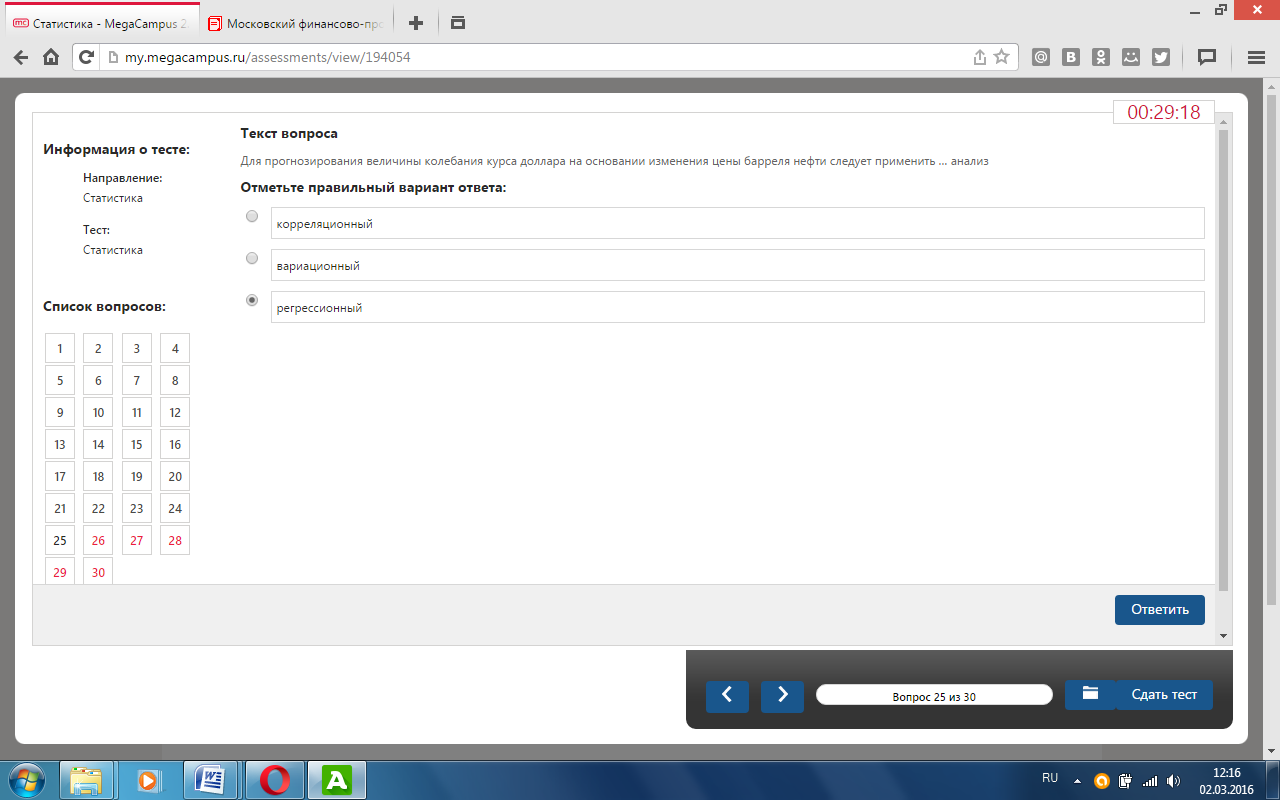 Статистика - MegaCampus 2.
Московский финансово-про
my.megacampus.ru/assessments/view/194054
00:29:18
Информация о тесте:
Направление:
Статистика
Тест:
Статистика
Список вопросов:
1 2 3 4
5 6 7 8
9 10 11 12
13 14 15 16
17 18 19 20
21 22 23 24
25 26 27 28
29 30
Текст вопроса
Для прогнозирования величины колебания курса доллара на основании изменения цены барреля нефти следует применить ... анализ
Отметьте правильный вариант ответа:
корреляционный
вариационный
регрессионный
Ответить
Вопрос 25 из 30
Сдать тест
RU
12:16
02.03.2016